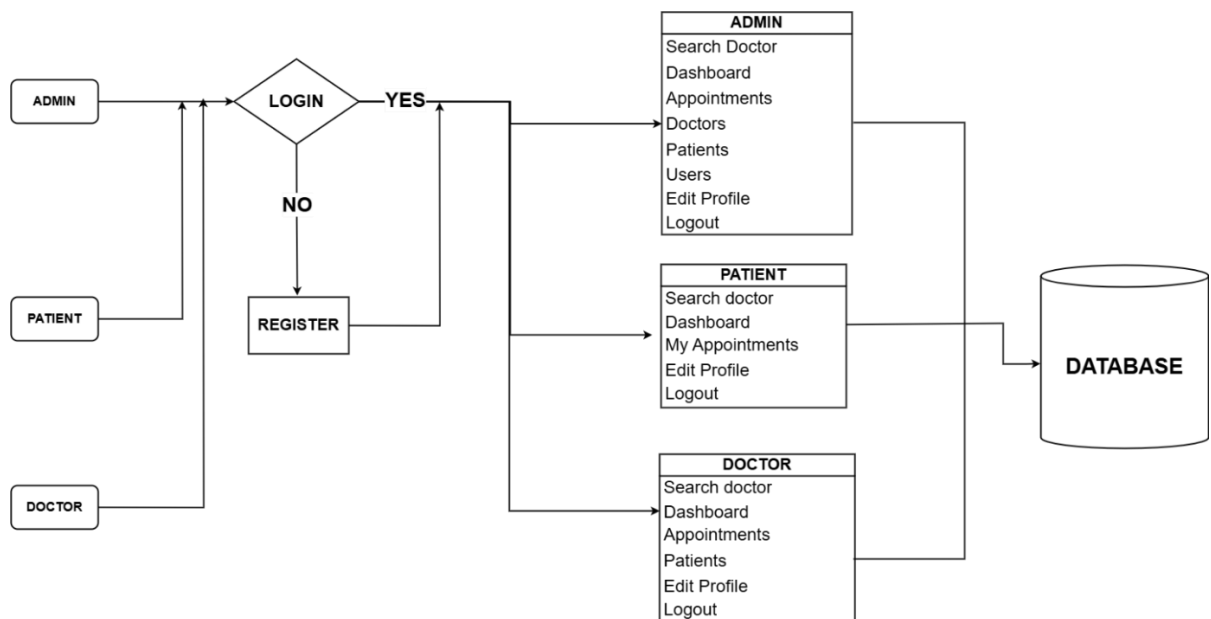 ADMIN
PATIENT
DOCTOR
LOGIN
YES
NO
REGISTER
ADMIN
Search Doctor
Dashboard
Appointments
Doctors
Patients
Users
Edit Profile
Logout
PATIENT
Search doctor
Dashboard
My Appointments
Edit Profile
Logout
DOCTOR
Search doctor
Dashboard
Appointments
Patients
Edit Profile
Logout
DATABASE